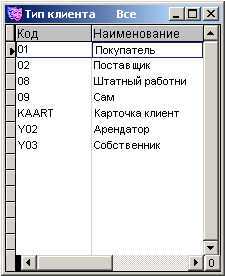 Тип клиента Все
Код Наименование
01 Покупатель
02 Поставщик
08 Штатный работни
09 Сам
KAART Карточка клиент
Y02 Арендатор
Y03 Собственник
0